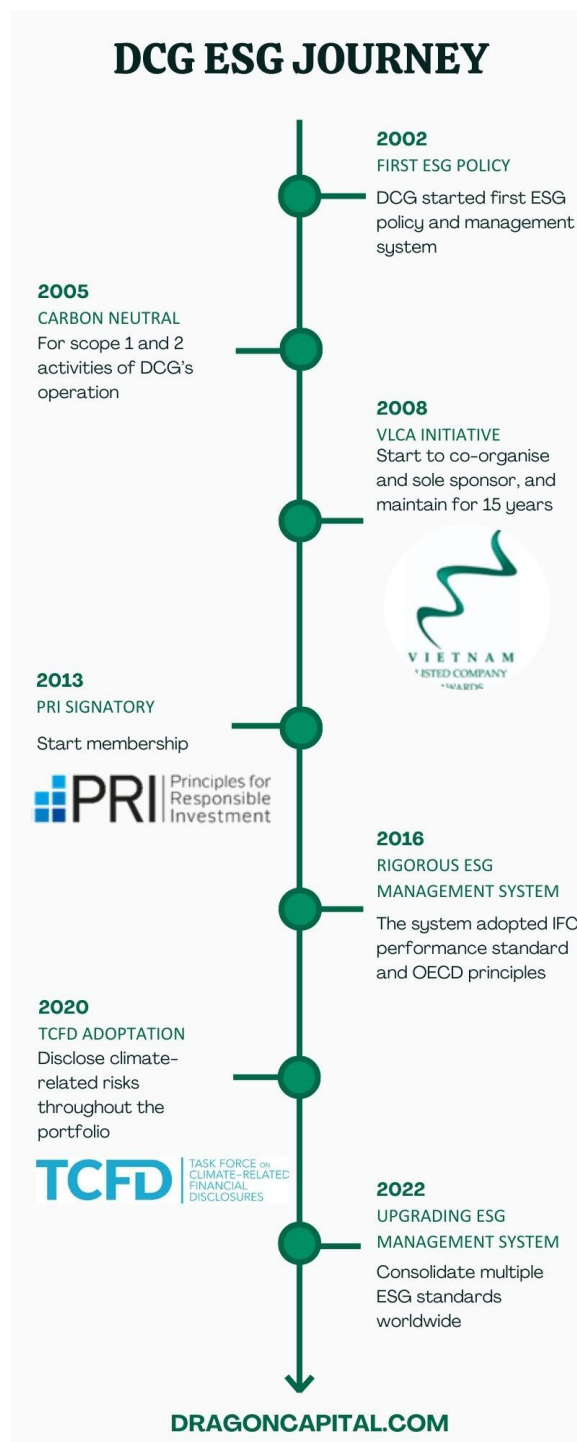 DCG ESG JOURNEY
2002
FIRST ESG POLICY
DCG started first ESG
policy and management
system
2005
CARBON NEUTRAL
For scope 1 and 2
activities of DCG's
operation
2008
VLCA INITIATIVE
Start to co-organise
and sole sponsor, and
maintain for 15 years
VIETNAM
LISTED COMPANY
AWARDS
2013
PRI SIGNATORY
Start membership
PRI
Principles for
Responsible
Investment
2016
RIGOROUS ESG
MANAGEMENT SYSTEM
The system adopted IFC
performance standard
and OECD principles
2020
TCFD ADOPTATION
Disclose climate-
related risks
throughout the
portfolio
TCFD
TASK FORCE ON
CLIMATE-RELATED
FINANCIAL
DISCLOSURES
2022
UPGRADING ESG
MANAGEMENT SYSTEM
Consolidate multiple
ESG standards
worldwide
DRAGONCAPITAL.COM